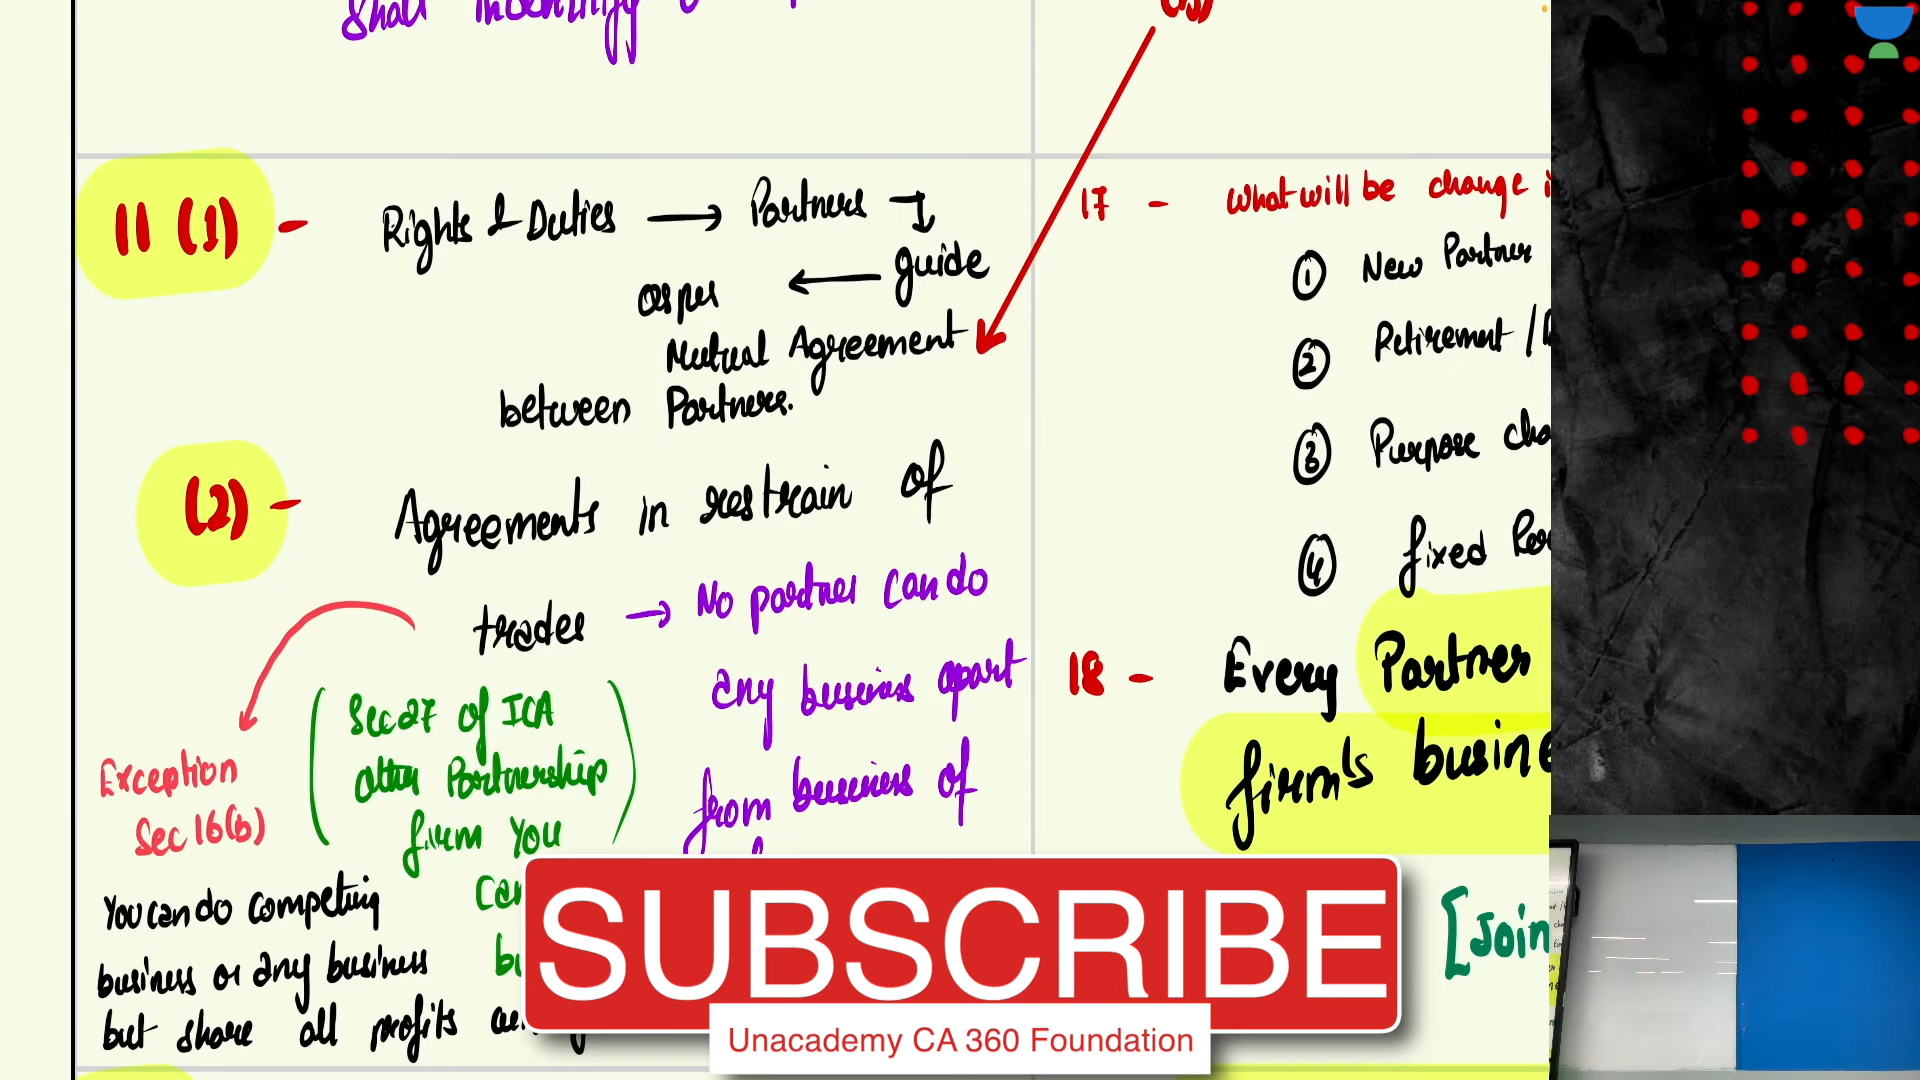 Shall indemnify
11 (1) - Rights & Duties → Partners
guide
as per
Mutual Agreement
between Partners.
(2) - Agreements in restrain of
trades → No partner can do
any business apart
from business of
(Sec 27 of ICA
other Partnership
firm You
Exception
Sec 16(b)
You can do competing
business or any business
but share all profits
17 - What will be change
① New Partner
② Retirement /
③ Purpose
④ fixed
18 - Every Partner
firm's
SUBSCRIBE
Unacademy CA 360 Foundation